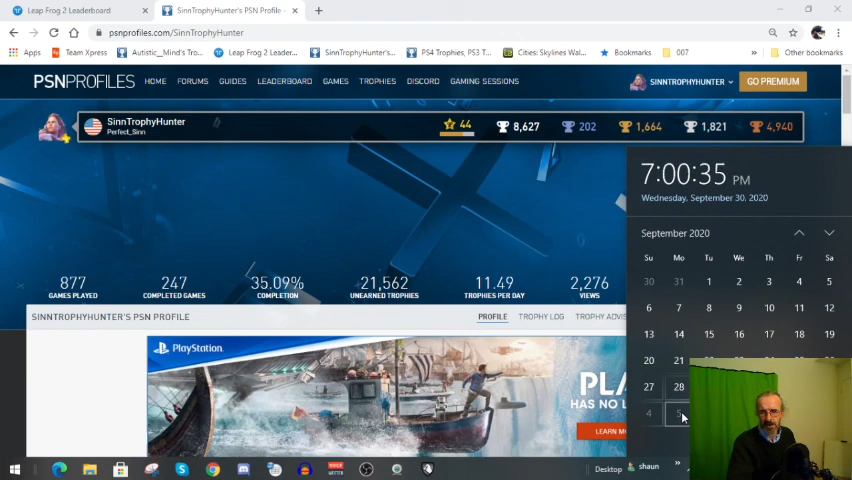 Leap Frog 2 Leaderboard
SinnTrophyHunter's PSN Profile -
psnprofiles.com/SinnTrophyHunter
Apps Team Xpress Autistic__Mind's Tro... Leap Frog 2 Leader... SinnTrophyHunter's... PS4 Trophies, PS3 T... Cities: Skylines Wal... Bookmarks 007 » Other bookmarks
PSNPROFILES HOME FORUMS GUIDES LEADERBOARD GAMES TROPHIES DISCORD GAMING SESSIONS SINNTROPHYHUNTER GO PREMIUM
SinnTrophyHunter
Perfect_Sinn
44 8,627 202 1,664 1,821 4,940
7:00:35 PM
Wednesday, September 30, 2020
September 2020
Su Mo Tu We Th Fr Sa
30 31 1 2 3 4 5
6 7 8 9 10 11 12
13 14 15 16 17 18 19
20 21
27 28
4 5
877 247 35.09% 21,562 11.49 2,276
GAMES PLAYED COMPLETED GAMES COMPLETION UNEARNED TROPHIES TROPHIES PER DAY VIEWS
SINNTROPHYHUNTER'S PSN PROFILE PROFILE TROPHY LOG TROPHY ADVIS
PlayStation.
PLA
HAS NO L
LEARN M
Desktop shaun »